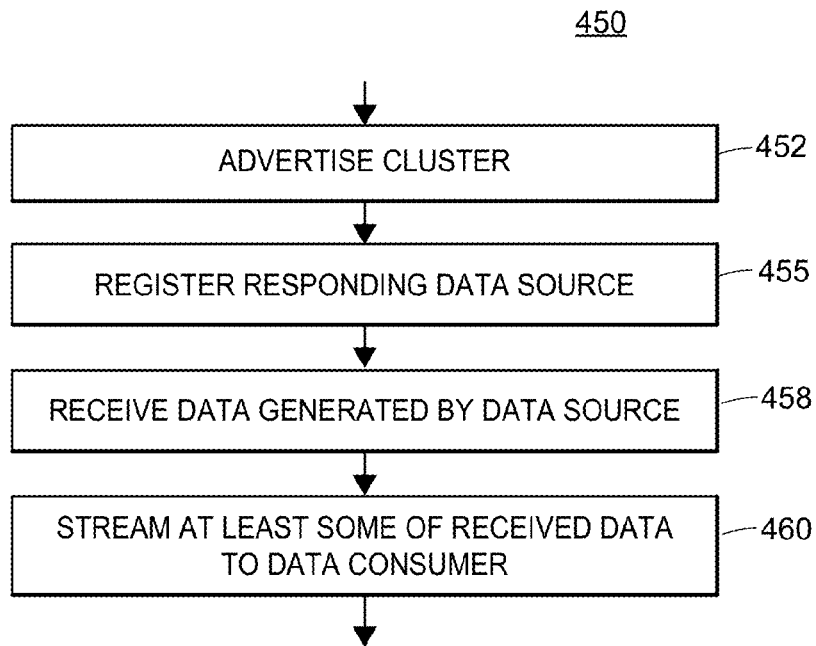 450
ADVERTISE CLUSTER
452
REGISTER RESPONDING DATA SOURCE
455
RECEIVE DATA GENERATED BY DATA SOURCE
458
STREAM AT LEAST SOME OF RECEIVED DATA
TO DATA CONSUMER
460